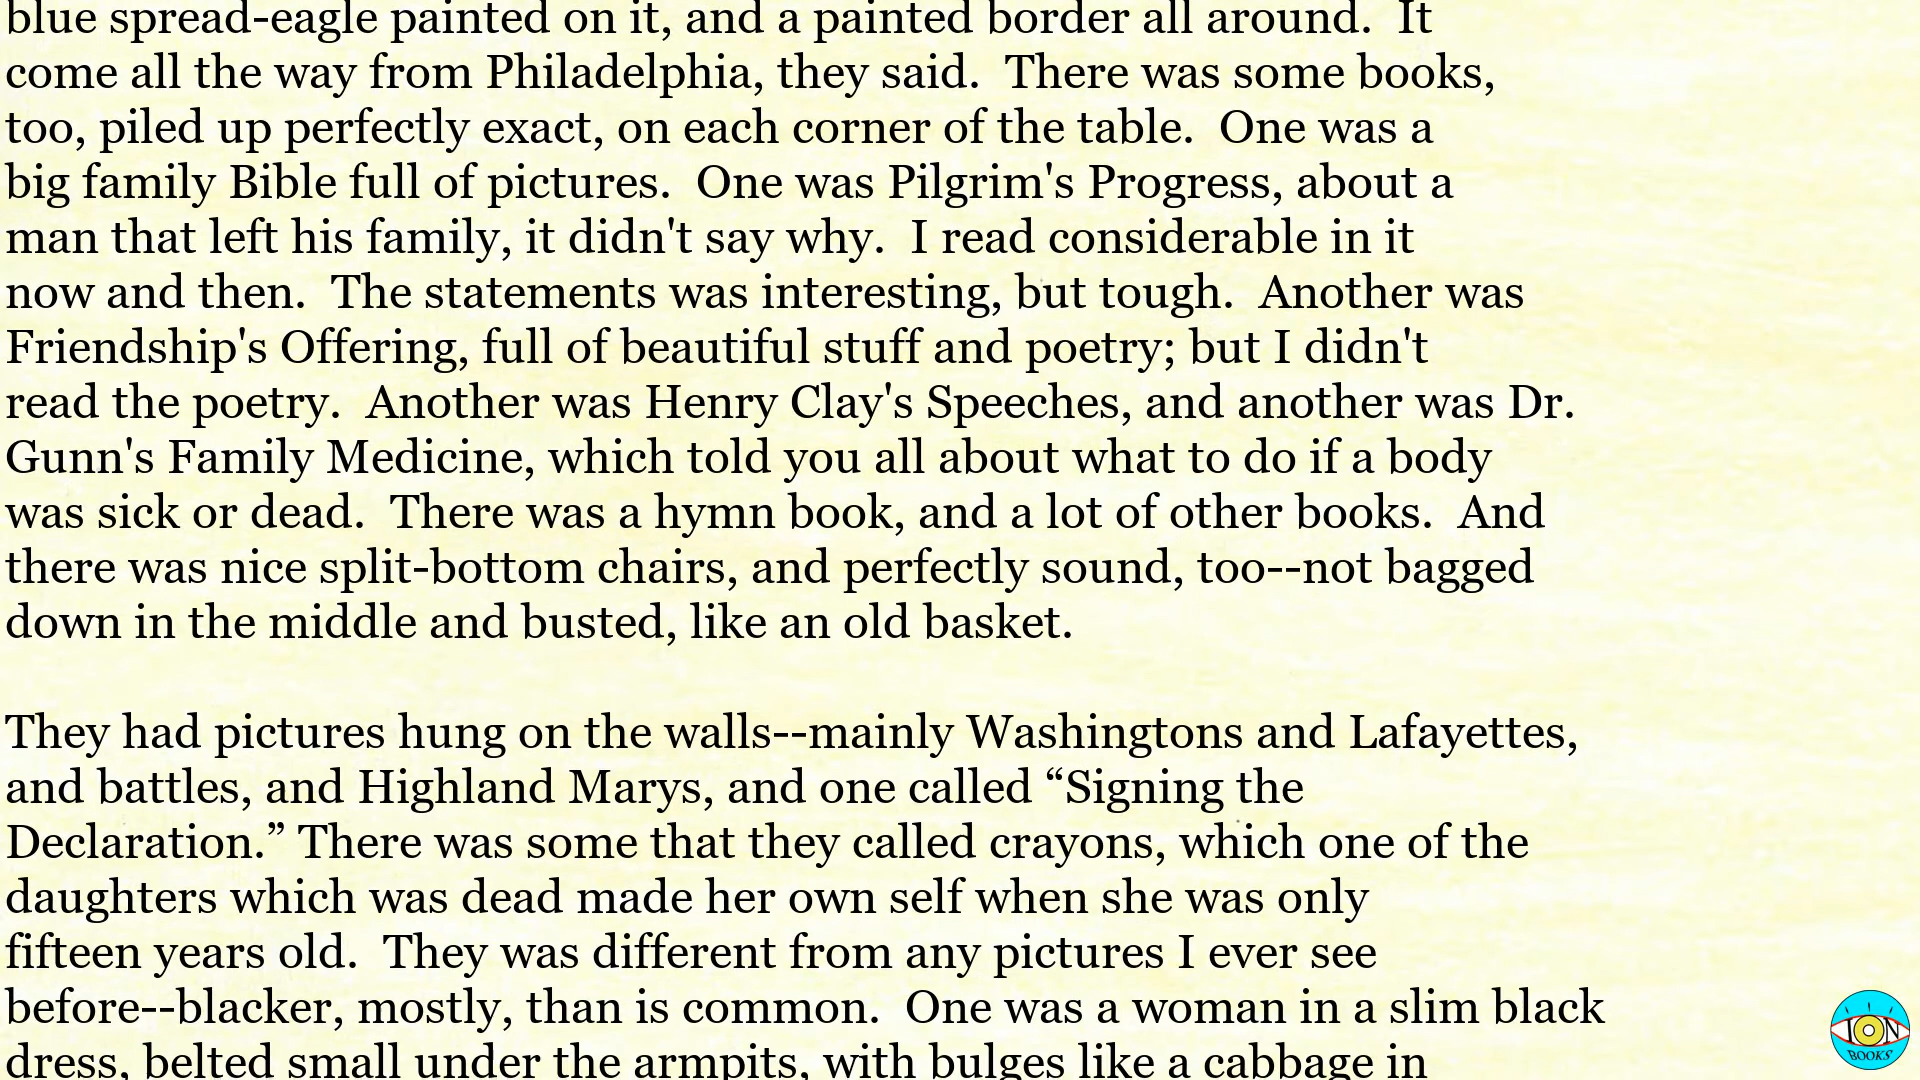 blue spread-eagle painted on it, and a painted border all around.  It
come all the way from Philadelphia, they said.  There was some books,
too, piled up perfectly exact, on each corner of the table.  One was a
big family Bible full of pictures.  One was Pilgrim's Progress, about a
man that left his family, it didn't say why.  I read considerable in it
now and then.  The statements was interesting, but tough.  Another was
Friendship's Offering, full of beautiful stuff and poetry; but I didn't
read the poetry.  Another was Henry Clay's Speeches, and another was Dr.
Gunn's Family Medicine, which told you all about what to do if a body
was sick or dead.  There was a hymn book, and a lot of other books.  And
there was nice split-bottom chairs, and perfectly sound, too--not bagged
down in the middle and busted, like an old basket.

They had pictures hung on the walls--mainly Washingtons and Lafayettes,
and battles, and Highland Marys, and one called “Signing the
Declaration.” There was some that they called crayons, which one of the
daughters which was dead made her own self when she was only
fifteen years old.  They was different from any pictures I ever see
before--blacker, mostly, than is common.  One was a woman in a slim black
dress, belted small under the armpits, with bulges like a cabbage in
ION
BOOKS